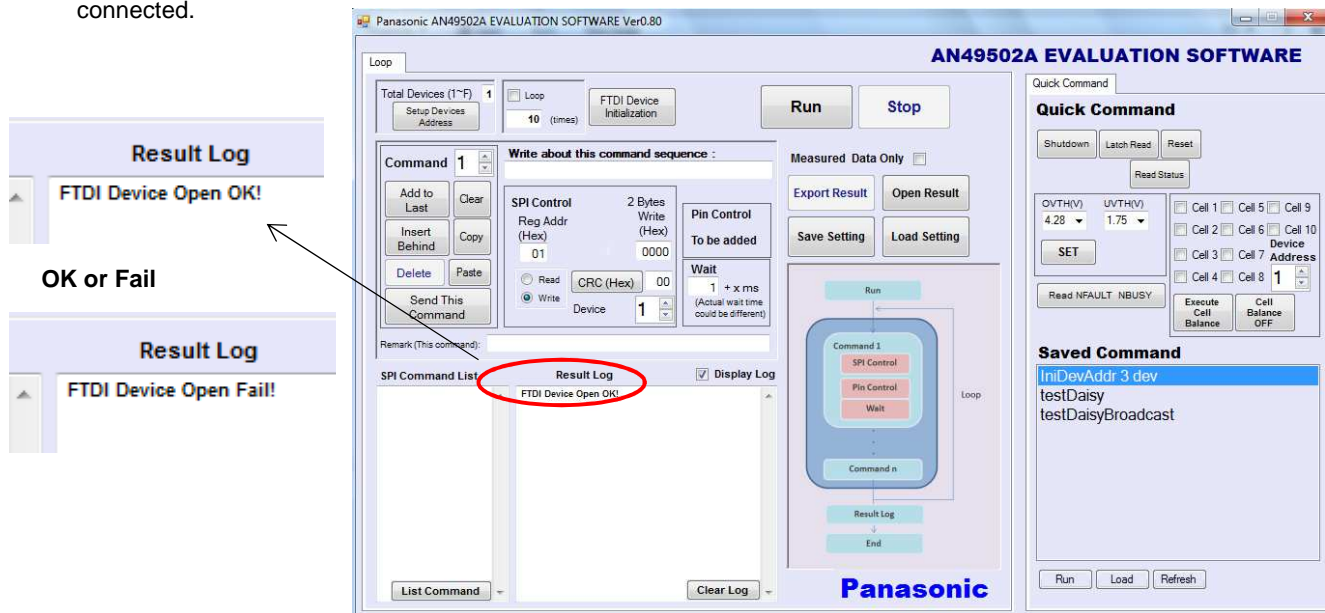 connected.
Result Log
FTDI Device Open OK!
OK or Fail
Result Log
FTDI Device Open Fail!
Panasonic AN49502A EVALUATION SOFTWARE Ver0.80
AN49502A EVALUATION SOFTWARE
Loop
Total Devices (1~F) 1
Setup Devices
Address
Loop
10 (times)
FTDI Device
Initialization
Run
Stop
Command 1
Write about this command sequence :
Add to
Last
Clear
Insert
Behind
Copy
Delete
Paste
Send This
Command
SPI Control
2 Bytes
Write
(Hex)
Reg Addr
(Hex)
01
0000
Read
Write
CRC (Hex)
00
Device
1
Pin Control
To be added
Wait
1 + x ms
(Actual wait time
could be different)
Remark (This command):
Measured Data Only
Export Result
Open Result
Save Setting
Load Setting
SPI Command List
Result Log
Display Log
FTDI Device Open OK!
List Command
Clear Log
Run
Command 1
SPI Control
Pin Control
Wait
.
.
.
Command n
Loop
Result Log
End
Panasonic
Quick Command
Quick Command
Shutdown
Latch Read
Reset
Read Status
OVTH(V)
UVTH(V)
4.28
1.75
SET
Read NFAULT NBUSY
Cell 1 Cell 5 Cell 9
Cell 2 Cell 6 Cell 10
Cell 3 Cell 7
Device
Address
Cell 4 Cell 8 1
Execute
Cell
Balance
Cell
Balance
OFF
Saved Command
IniDevAddr 3 dev
testDaisy
testDaisyBroadcast
Run
Load
Refresh